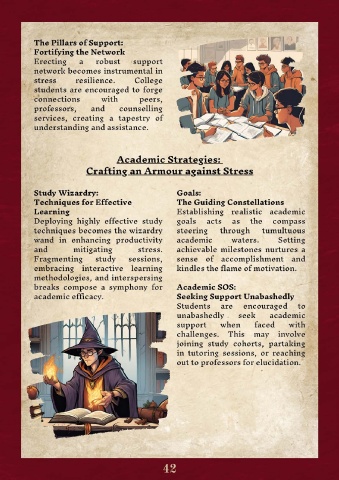 The Pillars of Support:
Fortifying the Network
Erecting a robust support
network becomes instrumental in
stress resilience. College
students are encouraged to forge
connections with peers,
professors, and counselling
services, creating a tapestry of
understanding and assistance.
Academic Strategies:
Crafting an Armour against Stress
Study Wizardry:
Techniques for Effective
Learning
Deploying highly effective study
techniques becomes the wizardry
wand in enhancing productivity
and mitigating stress.
Fragmenting study sessions,
embracing interactive learning
methodologies, and interspersing
breaks compose a symphony for
academic efficacy.
Goals:
The Guiding Constellations
Establishing realistic academic
goals acts as the compass
steering through tumultuous
academic waters. Setting
achievable milestones nurtures a
sense of accomplishment and
kindles the flame of motivation.
Academic SOS:
Seeking Support Unabashedly
Students are encouraged to
unabashedly seek academic
support when faced with
challenges. This may involve
joining study cohorts, partaking
in tutoring sessions, or reaching
out to professors for elucidation.
42